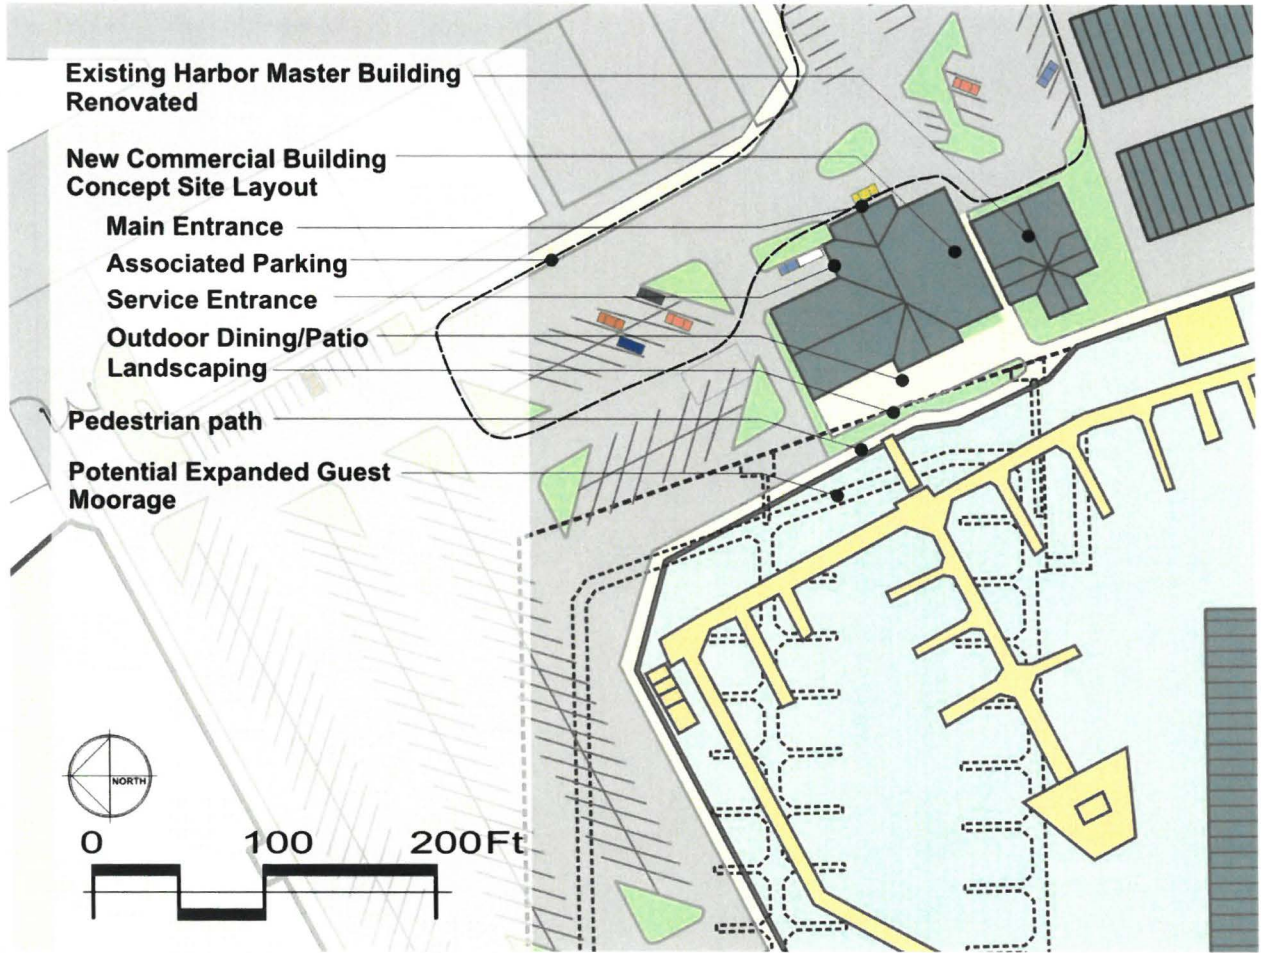 Existing Harbor Master Building
Renovated
New Commercial Building
Concept Site Layout
Main Entrance
Associated Parking
Service Entrance
Outdoor Dining/Patio
Landscaping
Pedestrian path
Potential Expanded Guest
Moorage
NORTH
0 100 200Ft